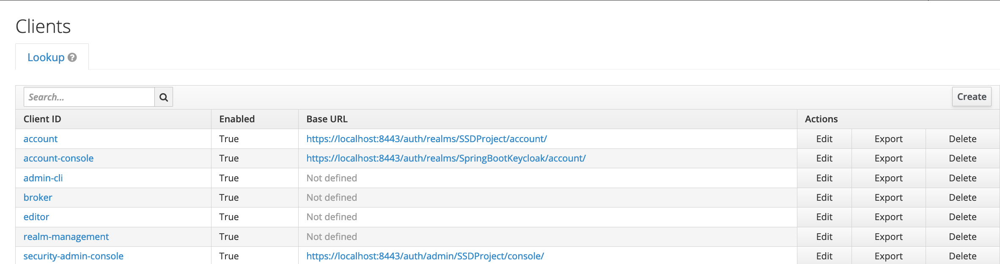 Clients
Lookup
Search...
Create
Client ID Enabled Base URL Actions
account True https://localhost:8443/auth/realms/SSDProject/account/ Edit Export Delete
account-console True https://localhost:8443/auth/realms/SpringBootKeycloak/account/ Edit Export Delete
admin-cli True Not defined Edit Export Delete
broker True Not defined Edit Export Delete
editor True Not defined Edit Export Delete
realm-management True Not defined Edit Export Delete
security-admin-console True https://localhost:8443/auth/admin/SSDProject/console/ Edit Export Delete